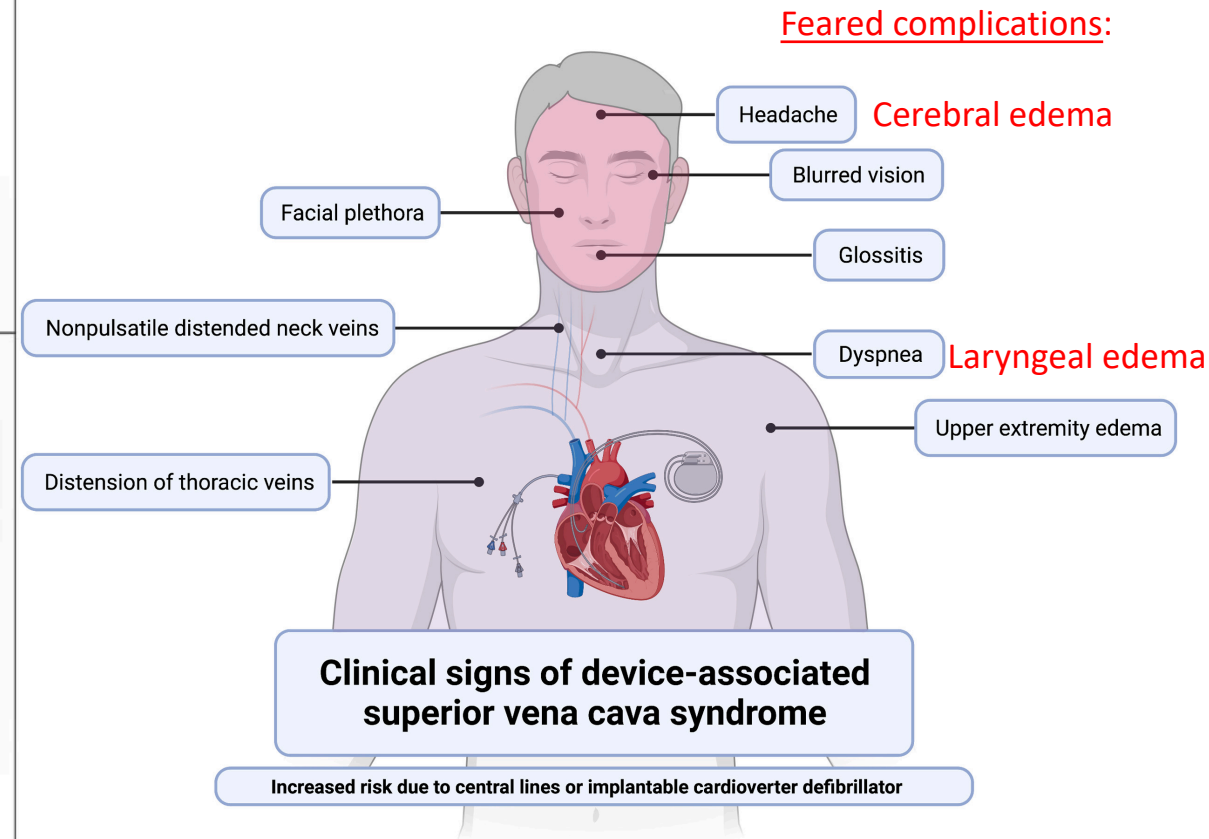 Feared complications:
Headache
Cerebral edema
Blurred vision
Facial plethora
Glossitis
Nonpulsatile distended neck veins
Dyspnea
Laryngeal edema
Upper extremity edema
Distension of thoracic veins
Clinical signs of device-associated
superior vena cava syndrome
Increased risk due to central lines or implantable cardioverter defibrillator